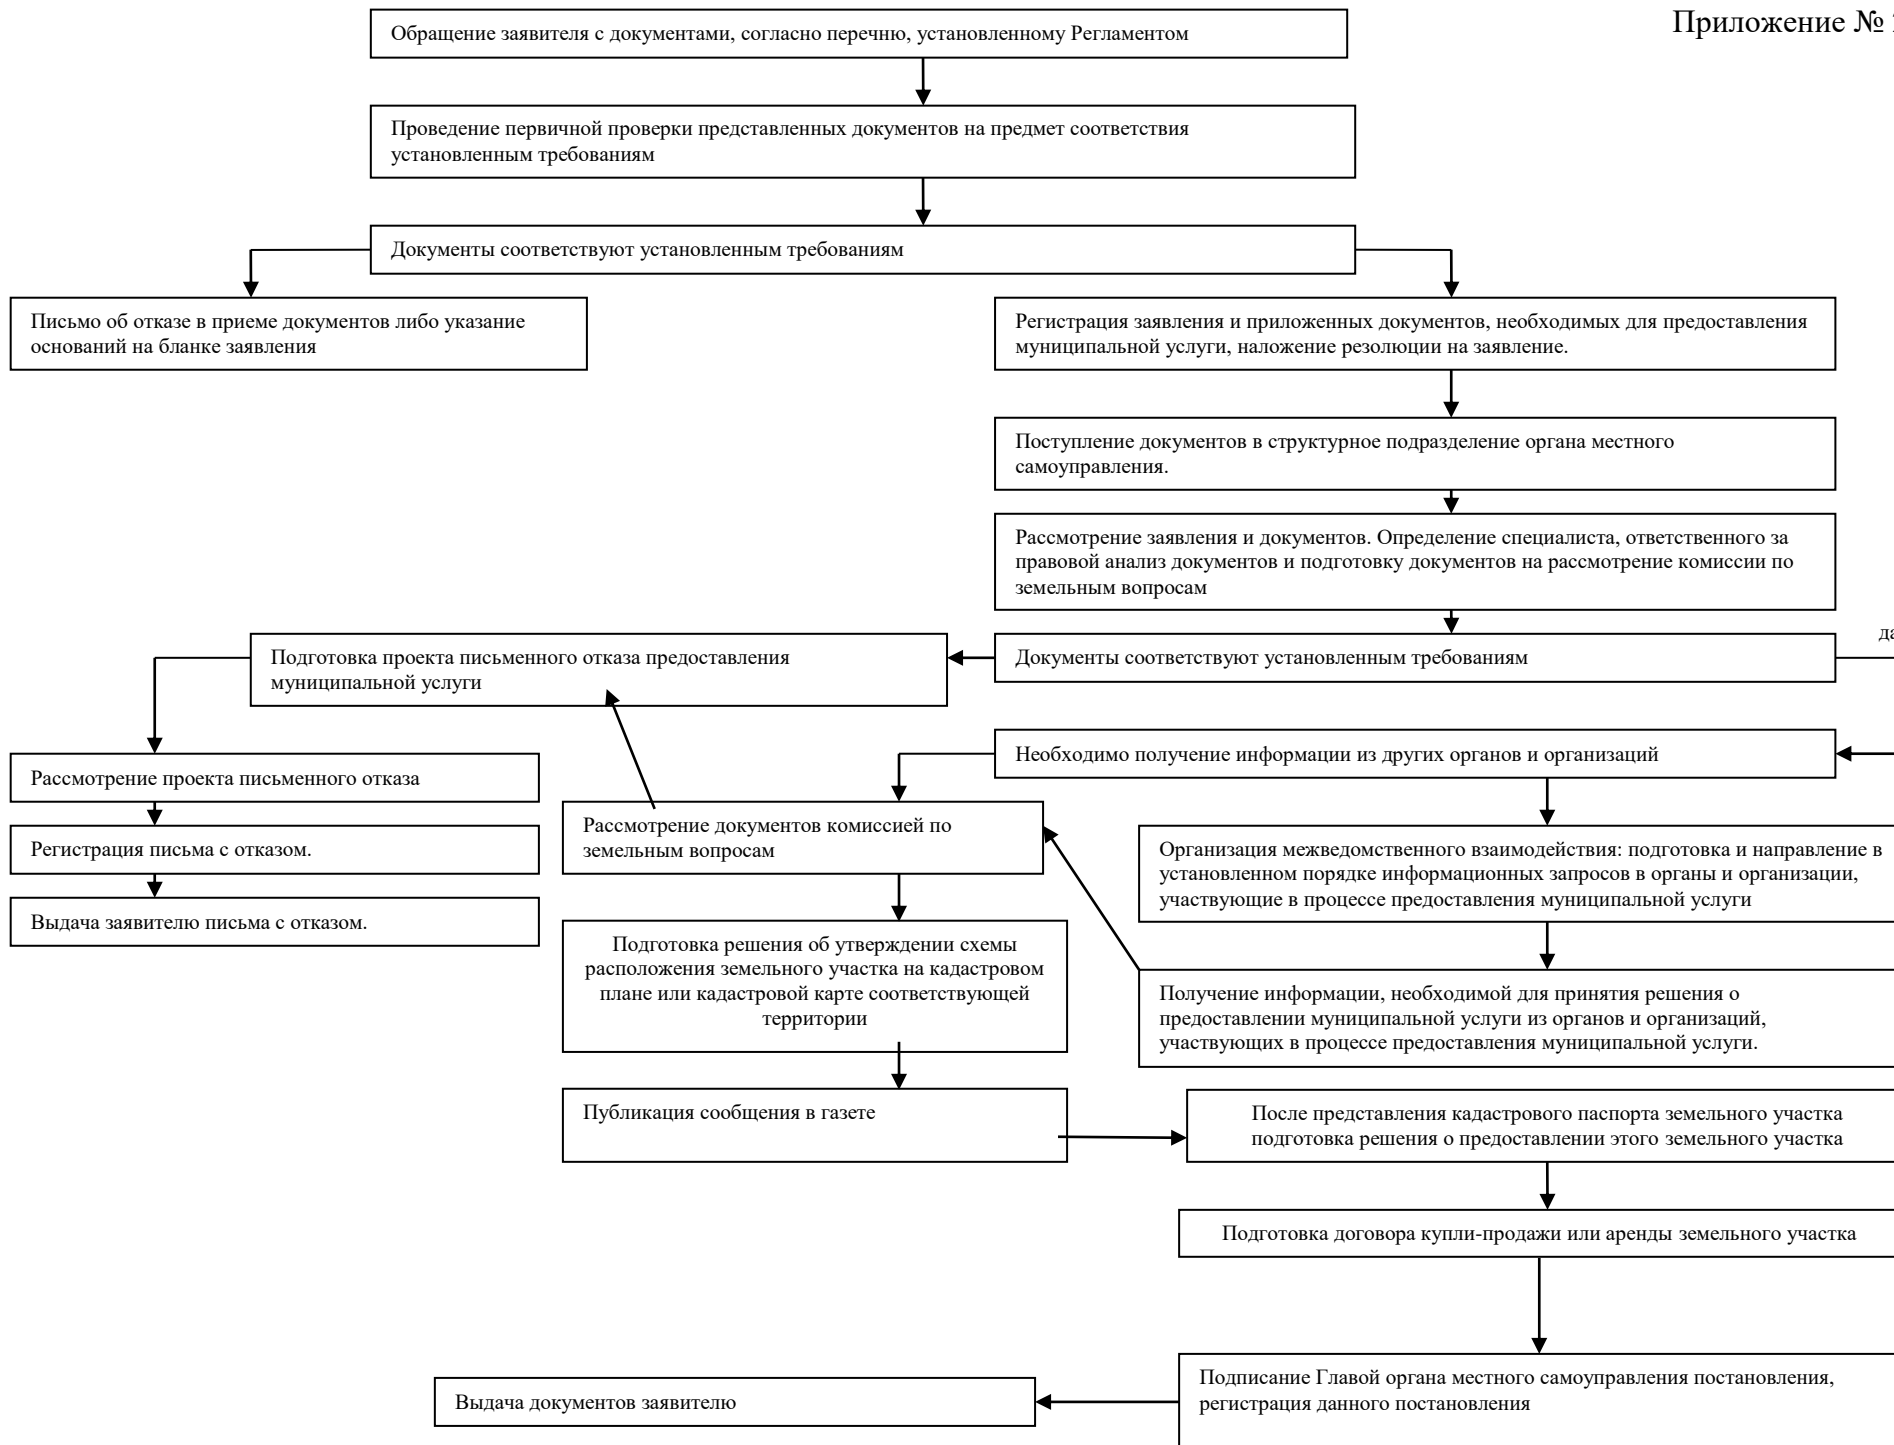 Приложение №
Обращение заявителя с документами, согласно перечню, установленному Регламентом
Проведение первичной проверки представленных документов на предмет соответствия
установленным требованиям
Документы соответствуют установленным требованиям
Письмо об отказе в приеме документов либо указание
оснований на бланке заявления
Регистрация заявления и приложенных документов, необходимых для предоставления
муниципальной услуги, наложение резолюции на заявление.
Поступление документов в структурное подразделение органа местного
самоуправления.
Рассмотрение заявления и документов. Определение специалиста, ответственного за
правовой анализ документов и подготовку документов на рассмотрение комиссии по
земельным вопросам
да
Подготовка проекта письменного отказа предоставления
муниципальной услуги
Документы соответствуют установленным требованиям
Необходимо получение информации из других органов и организаций
Рассмотрение проекта письменного отказа
Регистрация письма с отказом.
Выдача заявителю письма с отказом.
Рассмотрение документов комиссией по
земельным вопросам
Организация межведомственного взаимодействия: подготовка и направление в
установленном порядке информационных запросов в органы и организации,
участвующие в процессе предоставления муниципальной услуги
Подготовка решения об утверждении схемы
расположения земельного участка на кадастровом
плане или кадастровой карте соответствующей
территории
Получение информации, необходимой для принятия решения о
предоставлении муниципальной услуги из органов и организаций,
участвующих в процессе предоставления муниципальной услуги.
Публикация сообщения в газете
После представления кадастрового паспорта земельного участка
подготовка решения о предоставлении этого земельного участка
Подготовка договора купли-продажи или аренды земельного участка
Подписание Главой органа местного самоуправления постановления,
регистрация данного постановления
Выдача документов заявителю